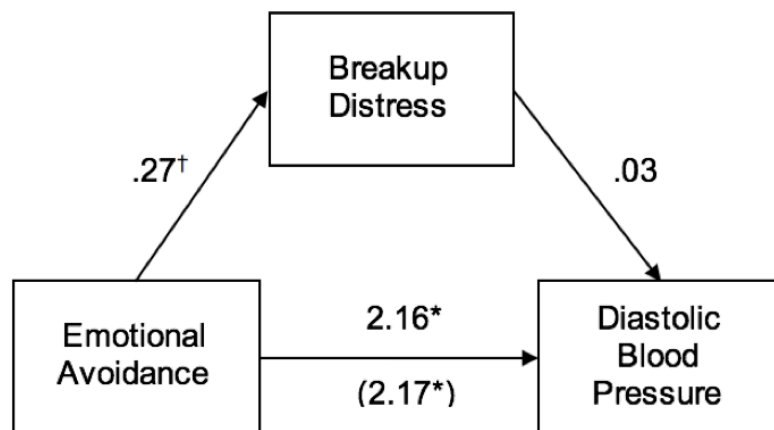 Breakup
Distress
.27†
.03
Emotional
Avoidance
2.16*
(2.17*)
Diastolic
Blood
Pressure